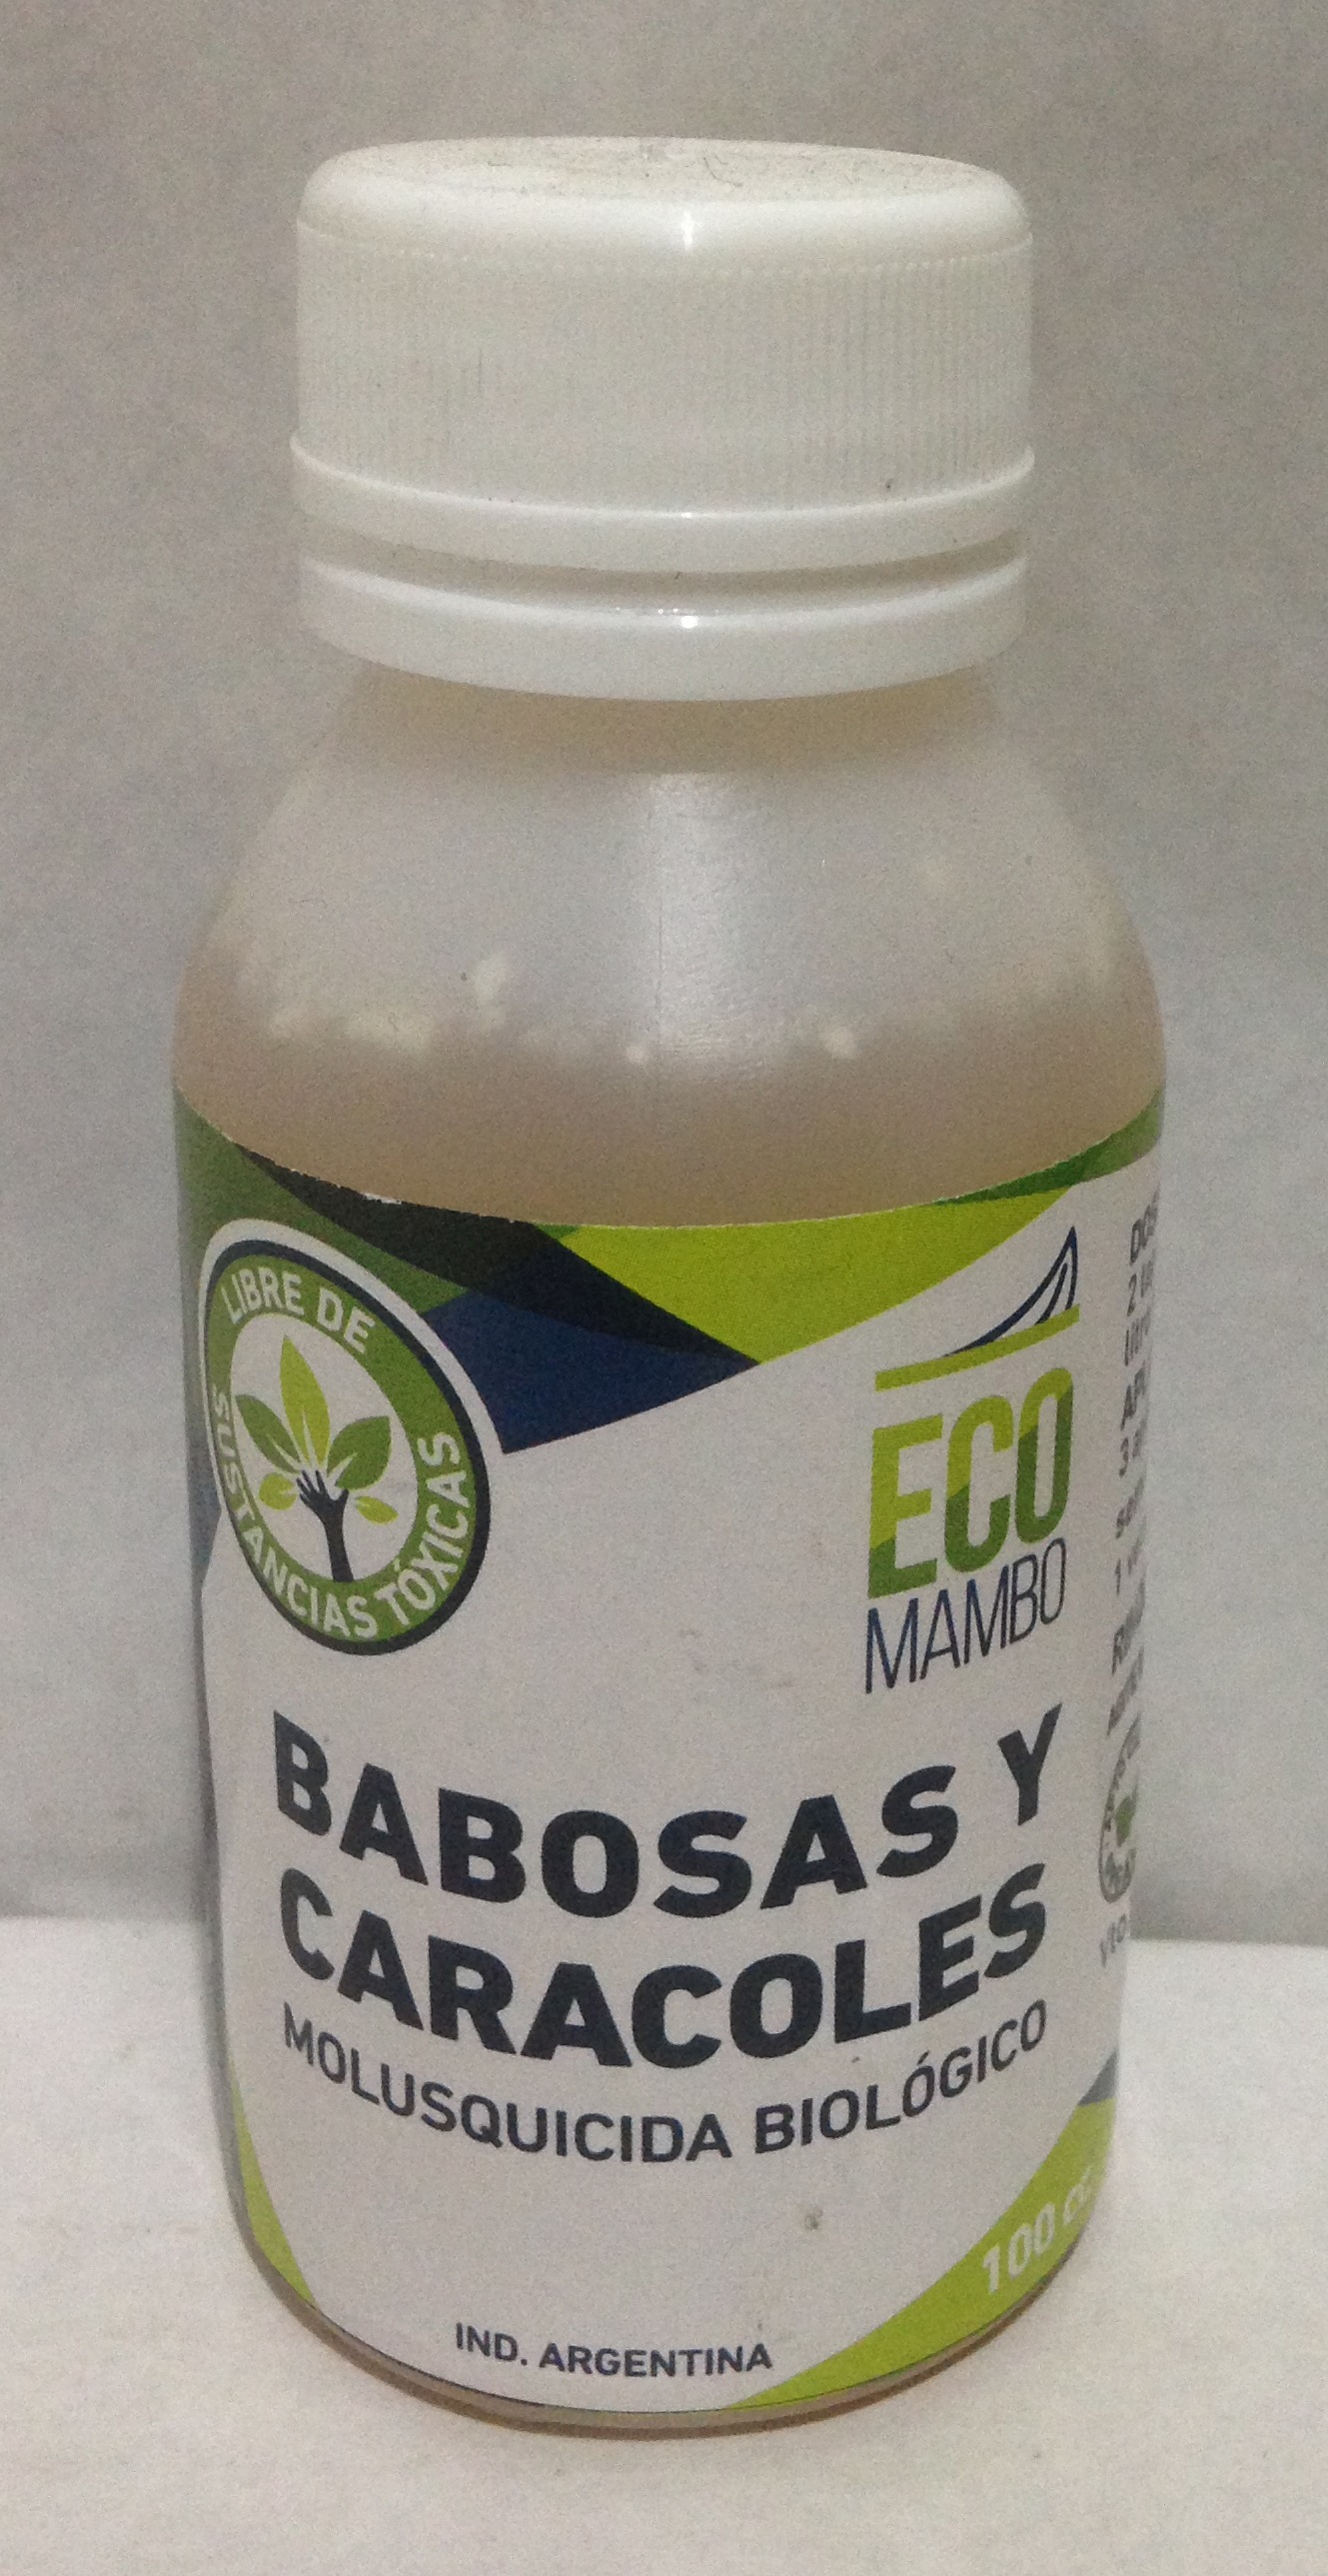 LIBRE DE
SUSTANCIAS TÓXICAS
ECO
MAMBO
BABOSAS Y
CARACOLES
MOLUSQUICIDA BIOLÓGICO
100 cc
IND. ARGENTINA